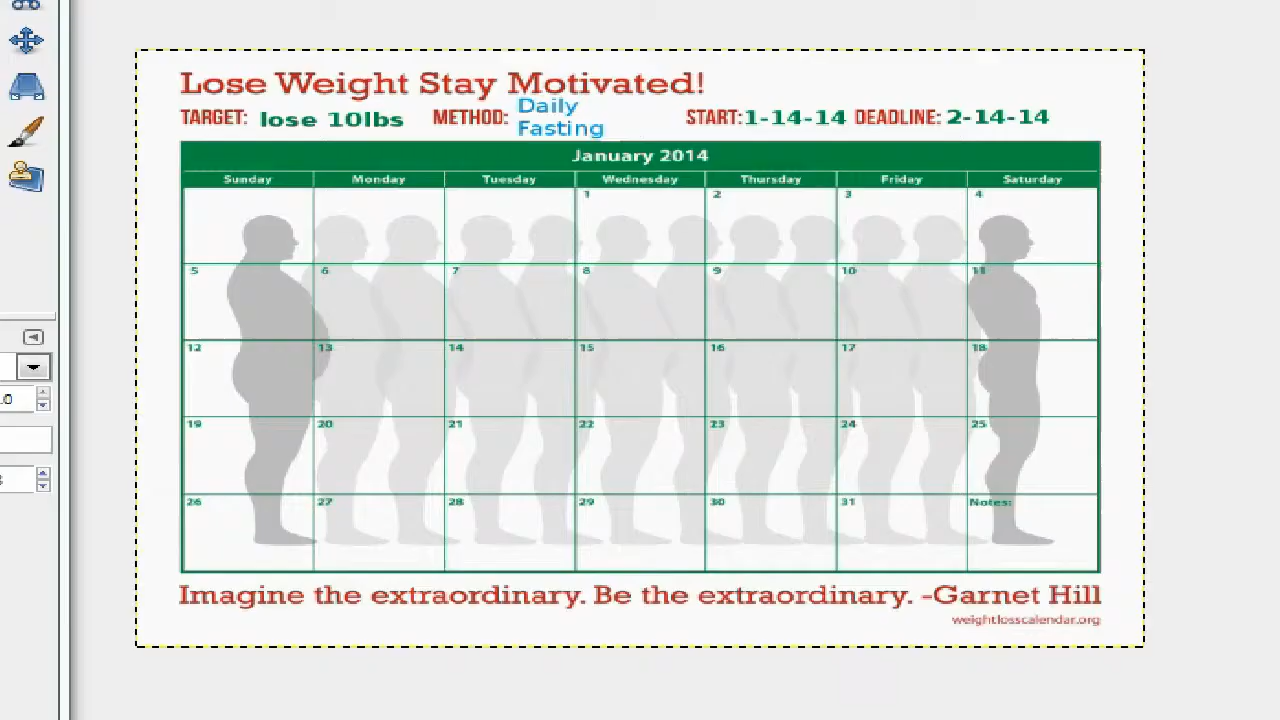 Lose Weight Stay Motivated!
TARGET: lose 10lbs METHOD: Daily Fasting START: 1-14-14 DEADLINE: 2-14-14
January 2014
Sunday Monday Tuesday Wednesday Thursday Friday Saturday
1 2 3 4
5 6 7 8 9 10 11
12 13 14 15 16 17 18
19 20 21 22 23 24 25
26 27 28 29 30 31 Notes:
Imagine the extraordinary. Be the extraordinary. -Garnet Hill
weightlosscalendar.org